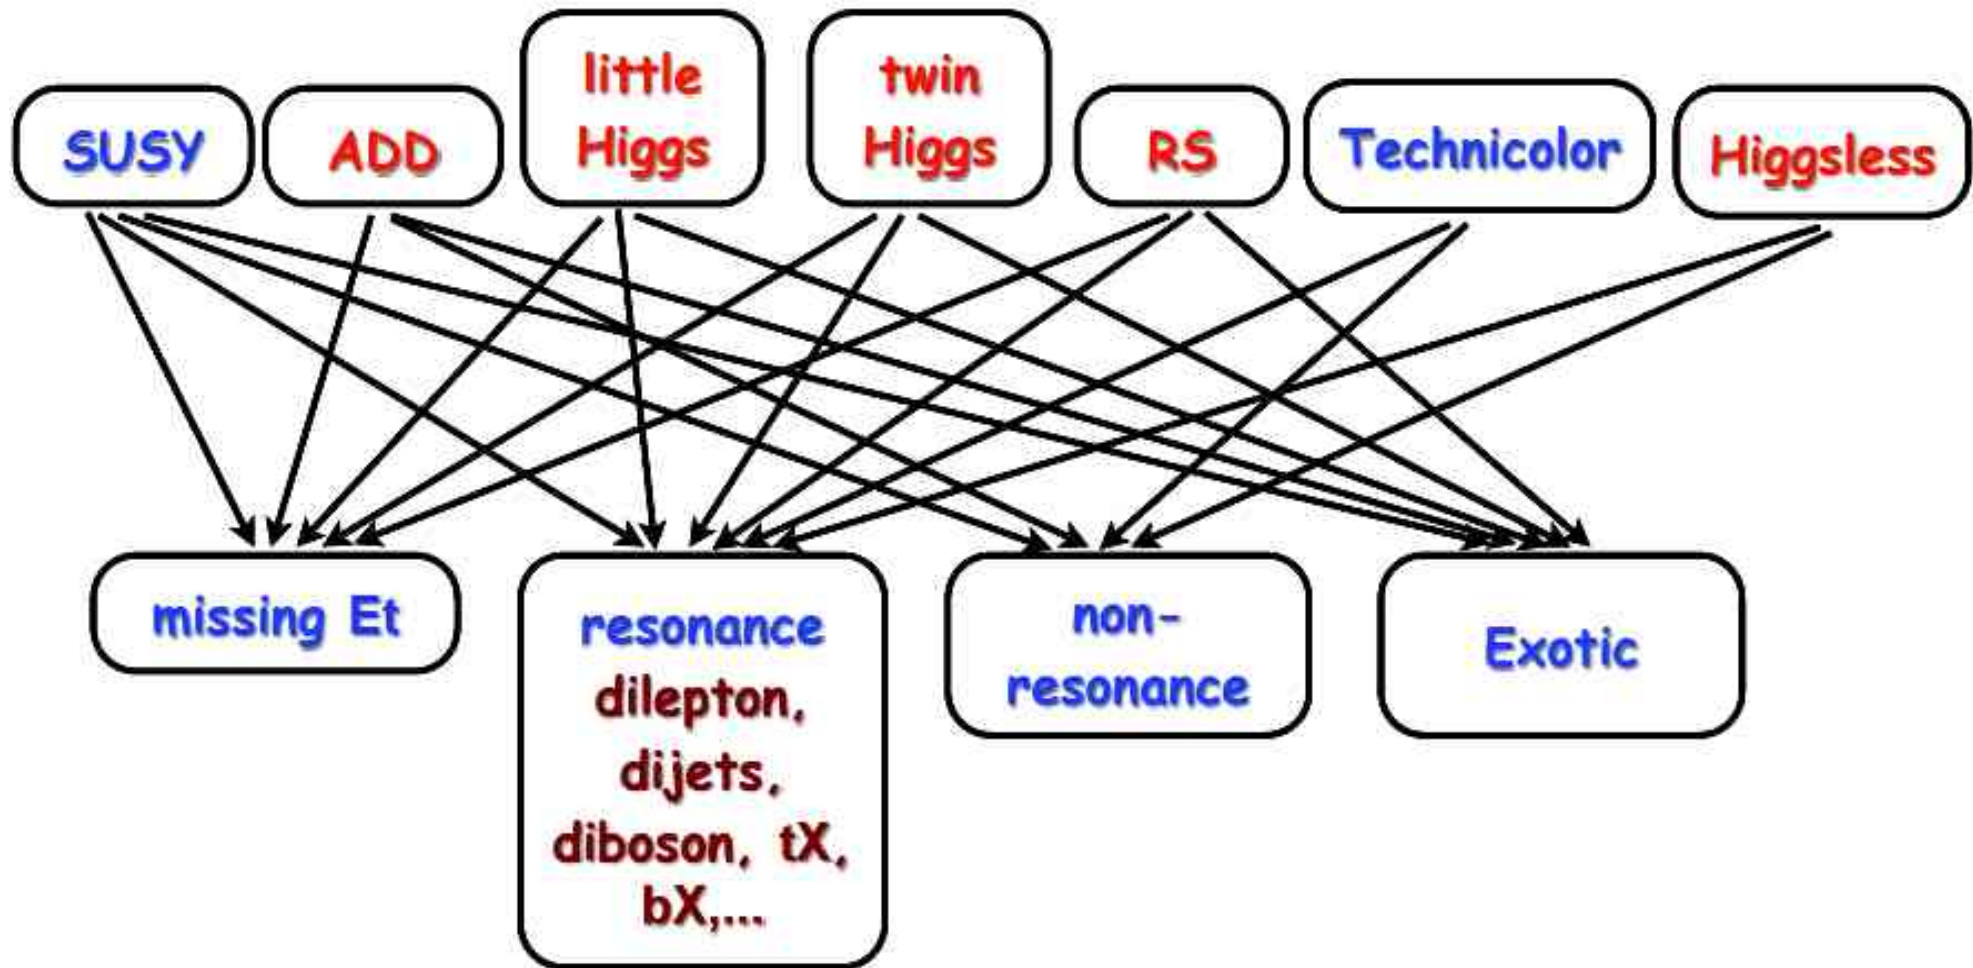 SUSY
ADD
little
Higgs
twin
Higgs
RS
Technicolor
Higgsless
missing Et
resonance
dilepton,
dijets,
diboson, tX,
bX,...
non-
resonance
Exotic